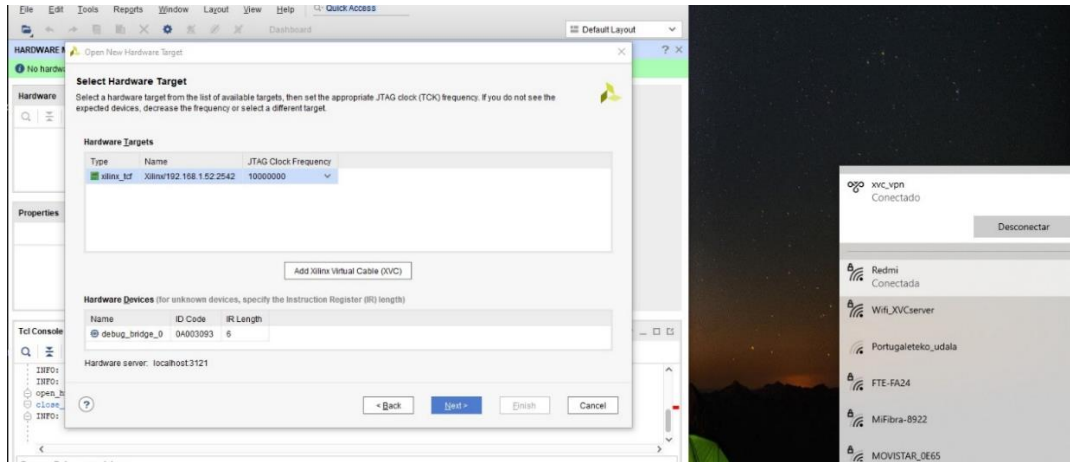 File Edit Tools Reports Window Layout View Help Quick Access
Dashboard Default Layout
HARDWARE
Open New Hardware Target
No hardw
Hardware
Select Hardware Target
Select a hardware target from the list of available targets, then set the appropriate JTAG clock (TCK) frequency. If you do not see the
expected devices, decrease the frequency or select a different target.
Hardware Targets
Type Name JTAG Clock Frequency
xilinx_tcf Xilinx/192.168.1.52:2542 10000000
Properties
Add Xilinx Virtual Cable (XVC)
Hardware Devices (for unknown devices, specify the Instruction Register (IR) length)
Name ID Code IR Length
debug_bridge_0 0A003093 6
Hardware server: localhost:3121
Tcl Console
INFO:
INFO:
open_h
close_
INFO:
< Back Next > Finish Cancel
xvc_vpn
Conectado
Desconectar
Redmi
Conectada
Wifi_XVCserver
Portugaleteko_udala
FTE-FA24
MiFibra-8922
MOVISTAR_0E65